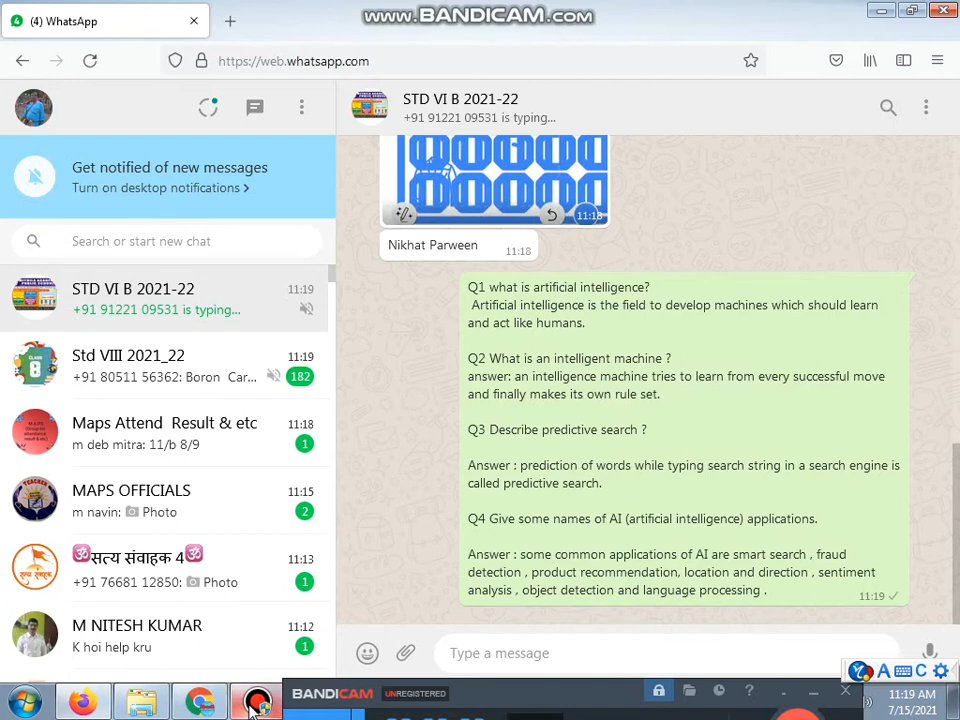 www.BANDICAM.com
(4) WhatsApp
https://web.whatsapp.com
Get notified of new messages
Turn on desktop notifications >
Search or start new chat
STD VI B 2021-22
11:19
+91 91221 09531 is typing...
Std VIII 2021_22
11:19
+91 80511 56362: Boron Car...
182
Maps Attend Result & etc
11:18
m deb mitra: 11/b 8/9
1
MAPS OFFICIALS
11:15
m navin: Photo
2
सत्य संवाहक 4
11:13
+91 76681 12850: Photo
1
M NITESH KUMAR
11:12
K hoi help kru
1
STD VI B 2021-22
+91 91221 09531 is typing...
11:18
Nikhat Parween
11:18
Q1 what is artificial intelligence?
Artificial intelligence is the field to develop machines which should learn
and act like humans.
Q2 What is an intelligent machine ?
answer: an intelligence machine tries to learn from every successful move
and finally makes its own rule set.
Q3 Describe predictive search ?
Answer : prediction of words while typing search string in a search engine is
called predictive search.
Q4 Give some names of AI (artificial intelligence) applications.
Answer : some common applications of AI are smart search , fraud
detection , product recommendation, location and direction , sentiment
analysis , object detection and language processing .
11:19
Type a message
BANDICAM UNREGISTERED
11:19 AM
7/15/2021